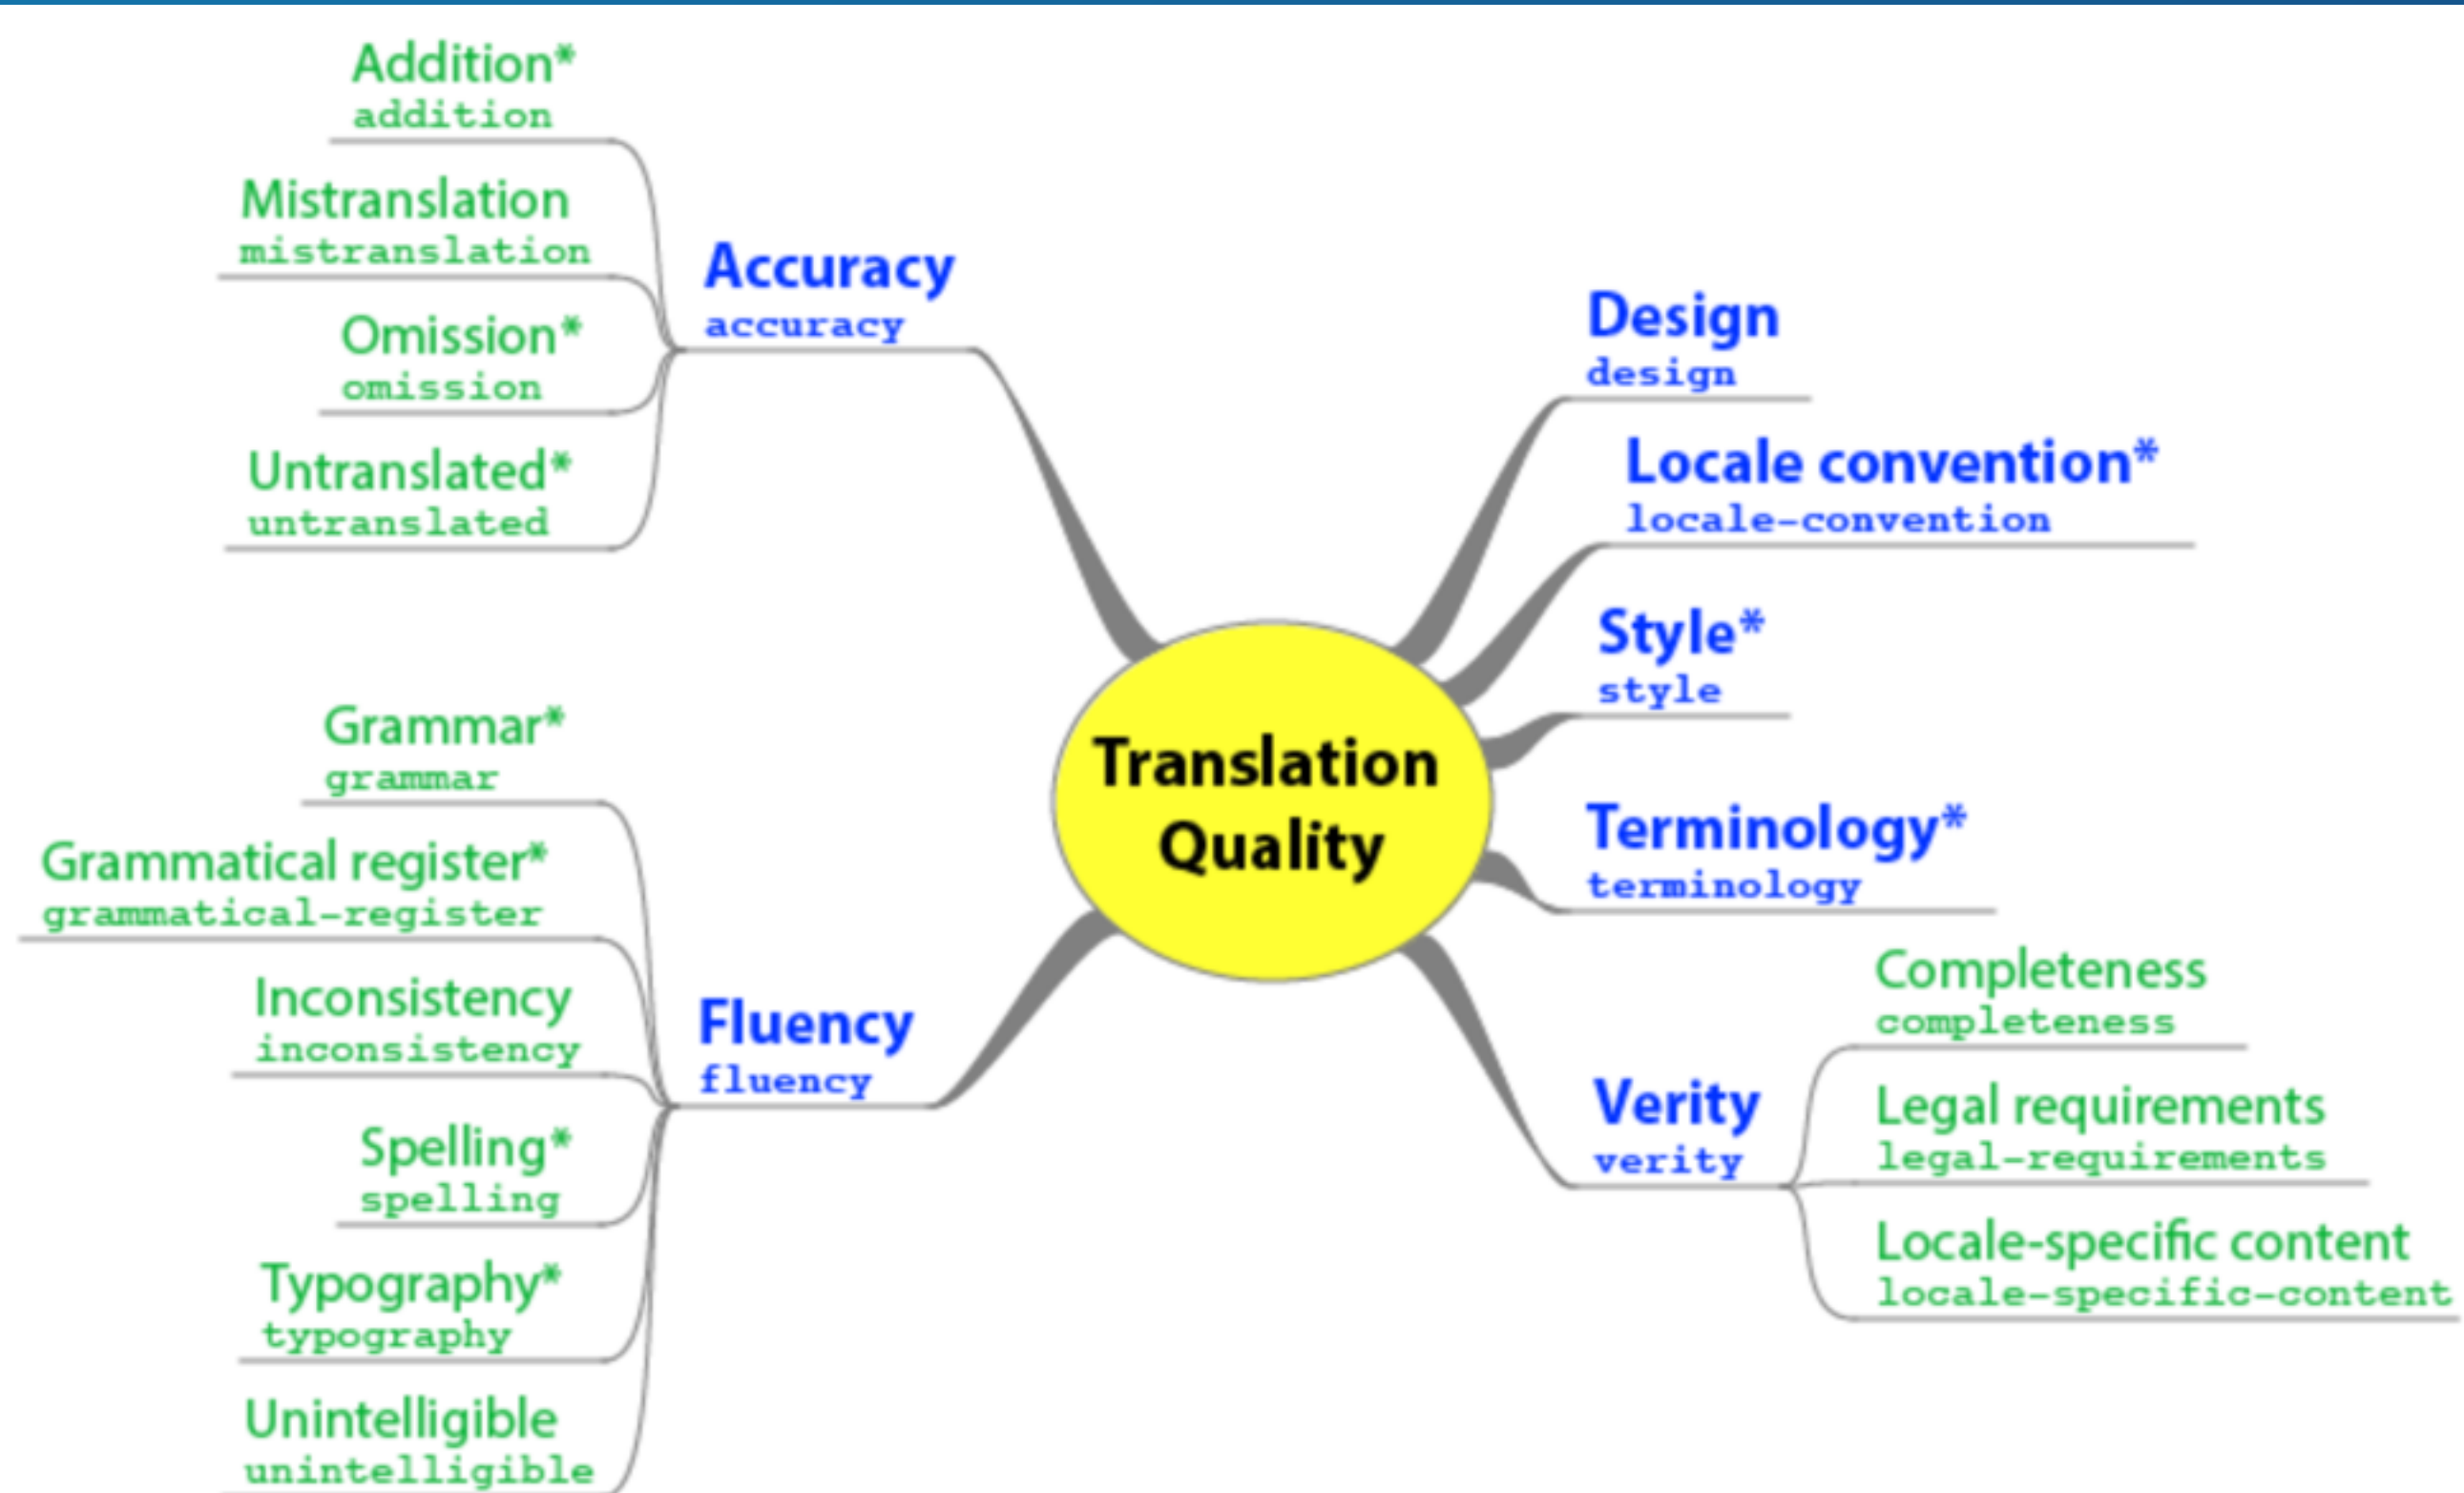 Addition*
addition
Mistranslation
mistranslation
Omission*
omission
Untranslated*
untranslated
Accuracy
accuracy
Grammar*
grammar
Grammatical register*
grammatical-register
Inconsistency
inconsistency
Spelling*
spelling
Typography*
typography
Unintelligible
unintelligible
Fluency
fluency
Translation
Quality
Design
design
Locale convention*
locale-convention
Style*
style
Terminology*
terminology
Verity
verity
Completeness
completeness
Legal requirements
legal-requirements
Locale-specific content
locale-specific-content